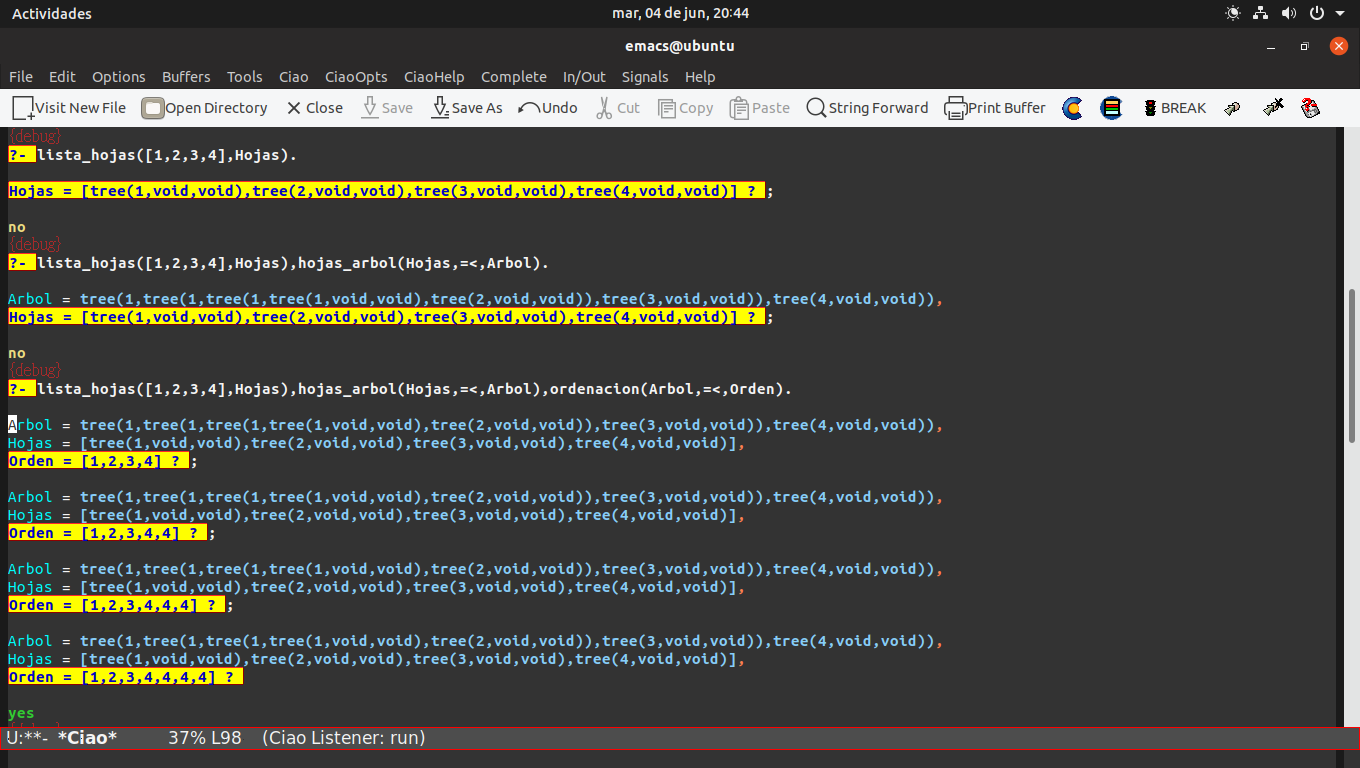 Actividades
mar, 04 de jun, 20:44
emacs@ubuntu
File Edit Options Buffers Tools Ciao CiaoOpts CiaoHelp Complete In/Out Signals Help
Visit New File Open Directory Close Save Save As Undo Cut Copy Paste String Forward Print Buffer BREAK
{debug}
?- lista_hojas([1,2,3,4],Hojas).
Hojas = [tree(1,void,void),tree(2,void,void),tree(3,void,void),tree(4,void,void)] ? ;
no
{debug}
?- lista_hojas([1,2,3,4],Hojas),hojas_arbol(Hojas,=<,Arbol).
Arbol = tree(1,tree(1,tree(1,tree(1,void,void),tree(2,void,void)),tree(3,void,void)),tree(4,void,void)),
Hojas = [tree(1,void,void),tree(2,void,void),tree(3,void,void),tree(4,void,void)] ? ;
no
{debug}
?- lista_hojas([1,2,3,4],Hojas),hojas_arbol(Hojas,=<,Arbol),ordenacion(Arbol,=<,Orden).
Arbol = tree(1,tree(1,tree(1,tree(1,void,void),tree(2,void,void)),tree(3,void,void)),tree(4,void,void)),
Hojas = [tree(1,void,void),tree(2,void,void),tree(3,void,void),tree(4,void,void)],
Orden = [1,2,3,4] ? ;
Arbol = tree(1,tree(1,tree(1,tree(1,void,void),tree(2,void,void)),tree(3,void,void)),tree(4,void,void)),
Hojas = [tree(1,void,void),tree(2,void,void),tree(3,void,void),tree(4,void,void)],
Orden = [1,2,3,4,4] ? ;
Arbol = tree(1,tree(1,tree(1,tree(1,void,void),tree(2,void,void)),tree(3,void,void)),tree(4,void,void)),
Hojas = [tree(1,void,void),tree(2,void,void),tree(3,void,void),tree(4,void,void)],
Orden = [1,2,3,4,4,4] ? ;
Arbol = tree(1,tree(1,tree(1,tree(1,void,void),tree(2,void,void)),tree(3,void,void)),tree(4,void,void)),
Hojas = [tree(1,void,void),tree(2,void,void),tree(3,void,void),tree(4,void,void)],
Orden = [1,2,3,4,4,4,4] ?
yes
U:**- *Ciao* 37% L98 (Ciao Listener: run)